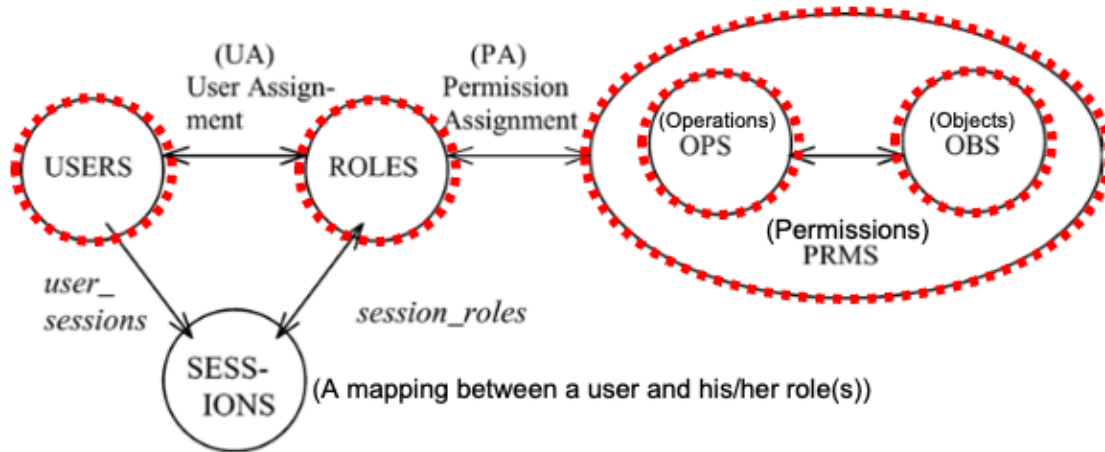 (UA)
User Assign-
ment
(PA)
Permission
Assignment
USERS
ROLES
(Operations)
OPS
(Objects)
OBS
(Permissions)
PRMS
user_
sessions
session_roles
SESS-
IONS
(A mapping between a user and his/her role(s))